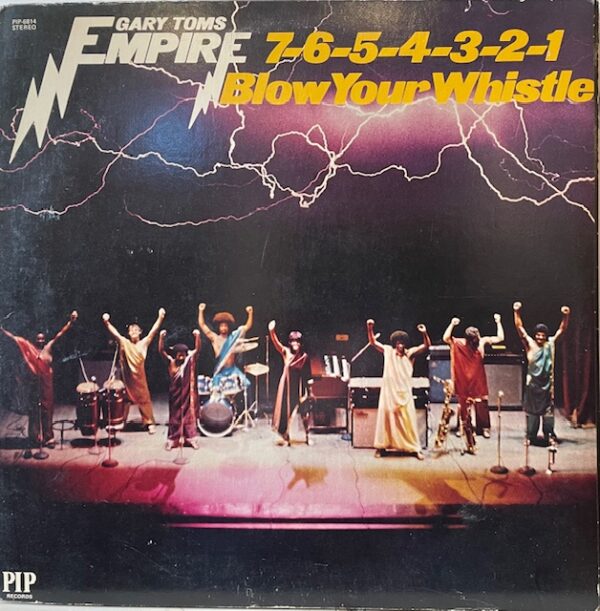 PIP-6814
STEREO
GARY TOMS
EMPIRE
7-6-5-4-3-2-1
Blow Your Whistle
PIP
RECORDS